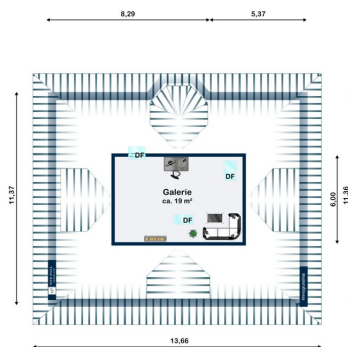 8,29
5,37
DF
DF
Galerie
ca. 19 m²
DF
11,37
6,00
11,36
13,66